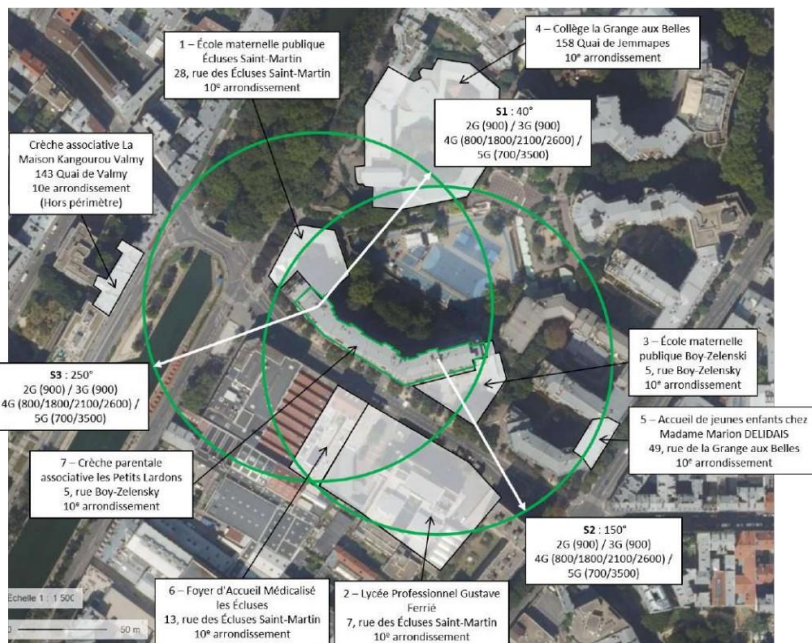 1 – École maternelle publique
Écluses Saint-Martin
28, rue des Écluses Saint-Martin
10e arrondissement
4 – Collège la Grange aux Belles
158 Quai de Jemmapes
10e arrondissement
S1 : 40°
2G (900) / 3G (900)
4G (800/1800/2100/2600) /
5G (700/3500)
Crèche associative La
Maison Kangourou Valmy
143 Quai de Valmy
10e arrondissement
(Hors périmètre)
3 – École maternelle
publique Boy-Zelenski
5, rue Boy-Zelensky
10e arrondissement
S3 : 250°
2G (900) / 3G (900)
4G (800/1800/2100/2600) /
5G (700/3500)
5 – Accueil de jeunes enfants chez
Madame Marion DELIDAIS
49, rue de la Grange aux Belles
10e arrondissement
7 – Crèche parentale
associative les Petits Lardons
5, rue Boy-Zelensky
10e arrondissement
S2 : 150°
2G (900) / 3G (900)
4G (800/1800/2100/2600) /
5G (700/3500)
6 – Foyer d'Accueil Médicalisé
les Écluses
13, rue des Écluses Saint-Martin
10e arrondissement
2 – Lycée Professionnel Gustave
Ferrié
7, rue des Écluses Saint-Martin
10e arrondissement
Echelle 1 : 1 500
0 50 m